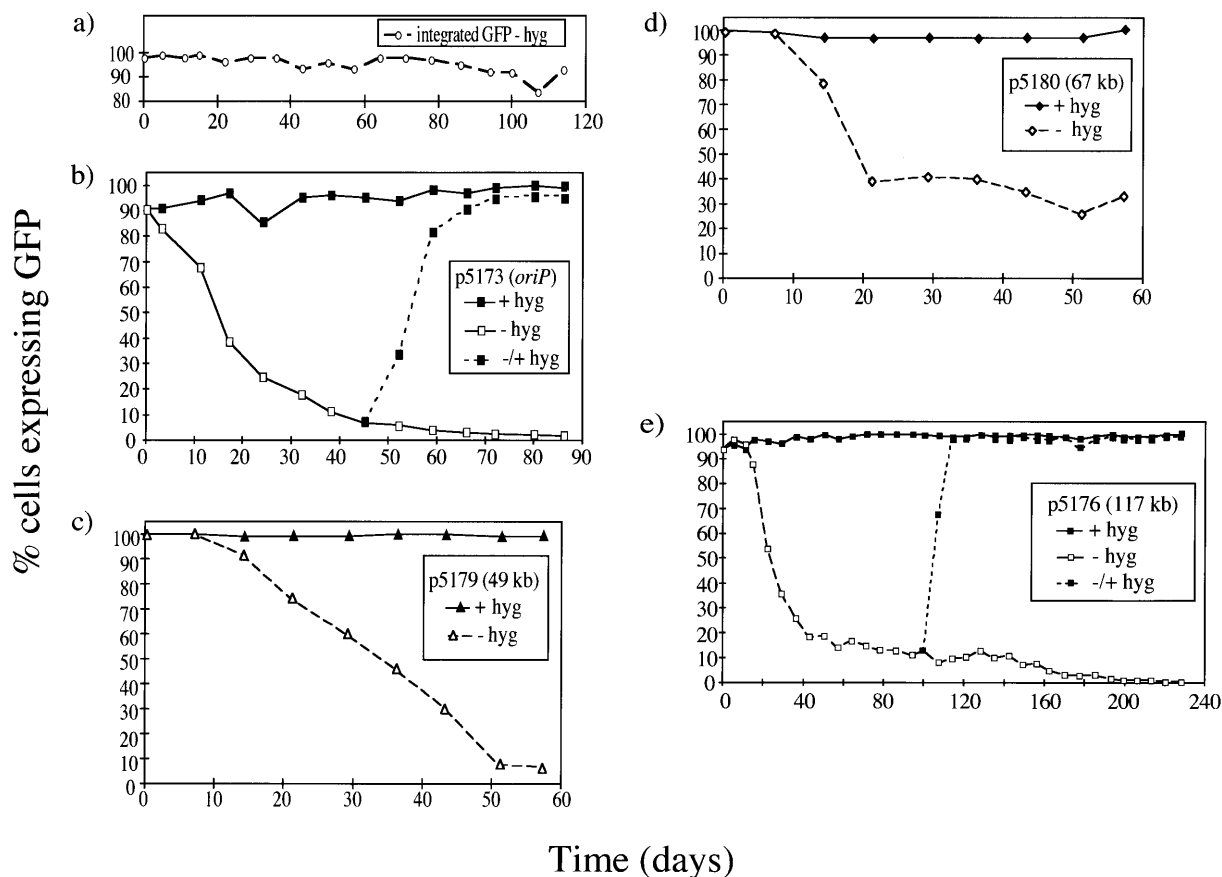 % cells expressing GFP
a)
- integrated GFP - hyg
100
90
80
0 20 40 60 80 100 120
b)
100
90
80
70
60
50
40
30
20
10
0
p5173 (oriP)
+ hyg
- hyg
-/+ hyg
0 10 20 30 40 50 60 70 80 90
c)
100
90
80
70
60
50
40
30
20
10
0
p5179 (49 kb)
+ hyg
- hyg
0 10 20 30 40 50 60
d)
100
90
80
70
60
50
40
30
20
10
0
p5180 (67 kb)
+ hyg
- hyg
0 10 20 30 40 50 60
e)
100
90
80
70
60
50
40
30
20
10
0
p5176 (117 kb)
+ hyg
- hyg
-/+ hyg
0 40 80 120 160 200 240
Time (days)